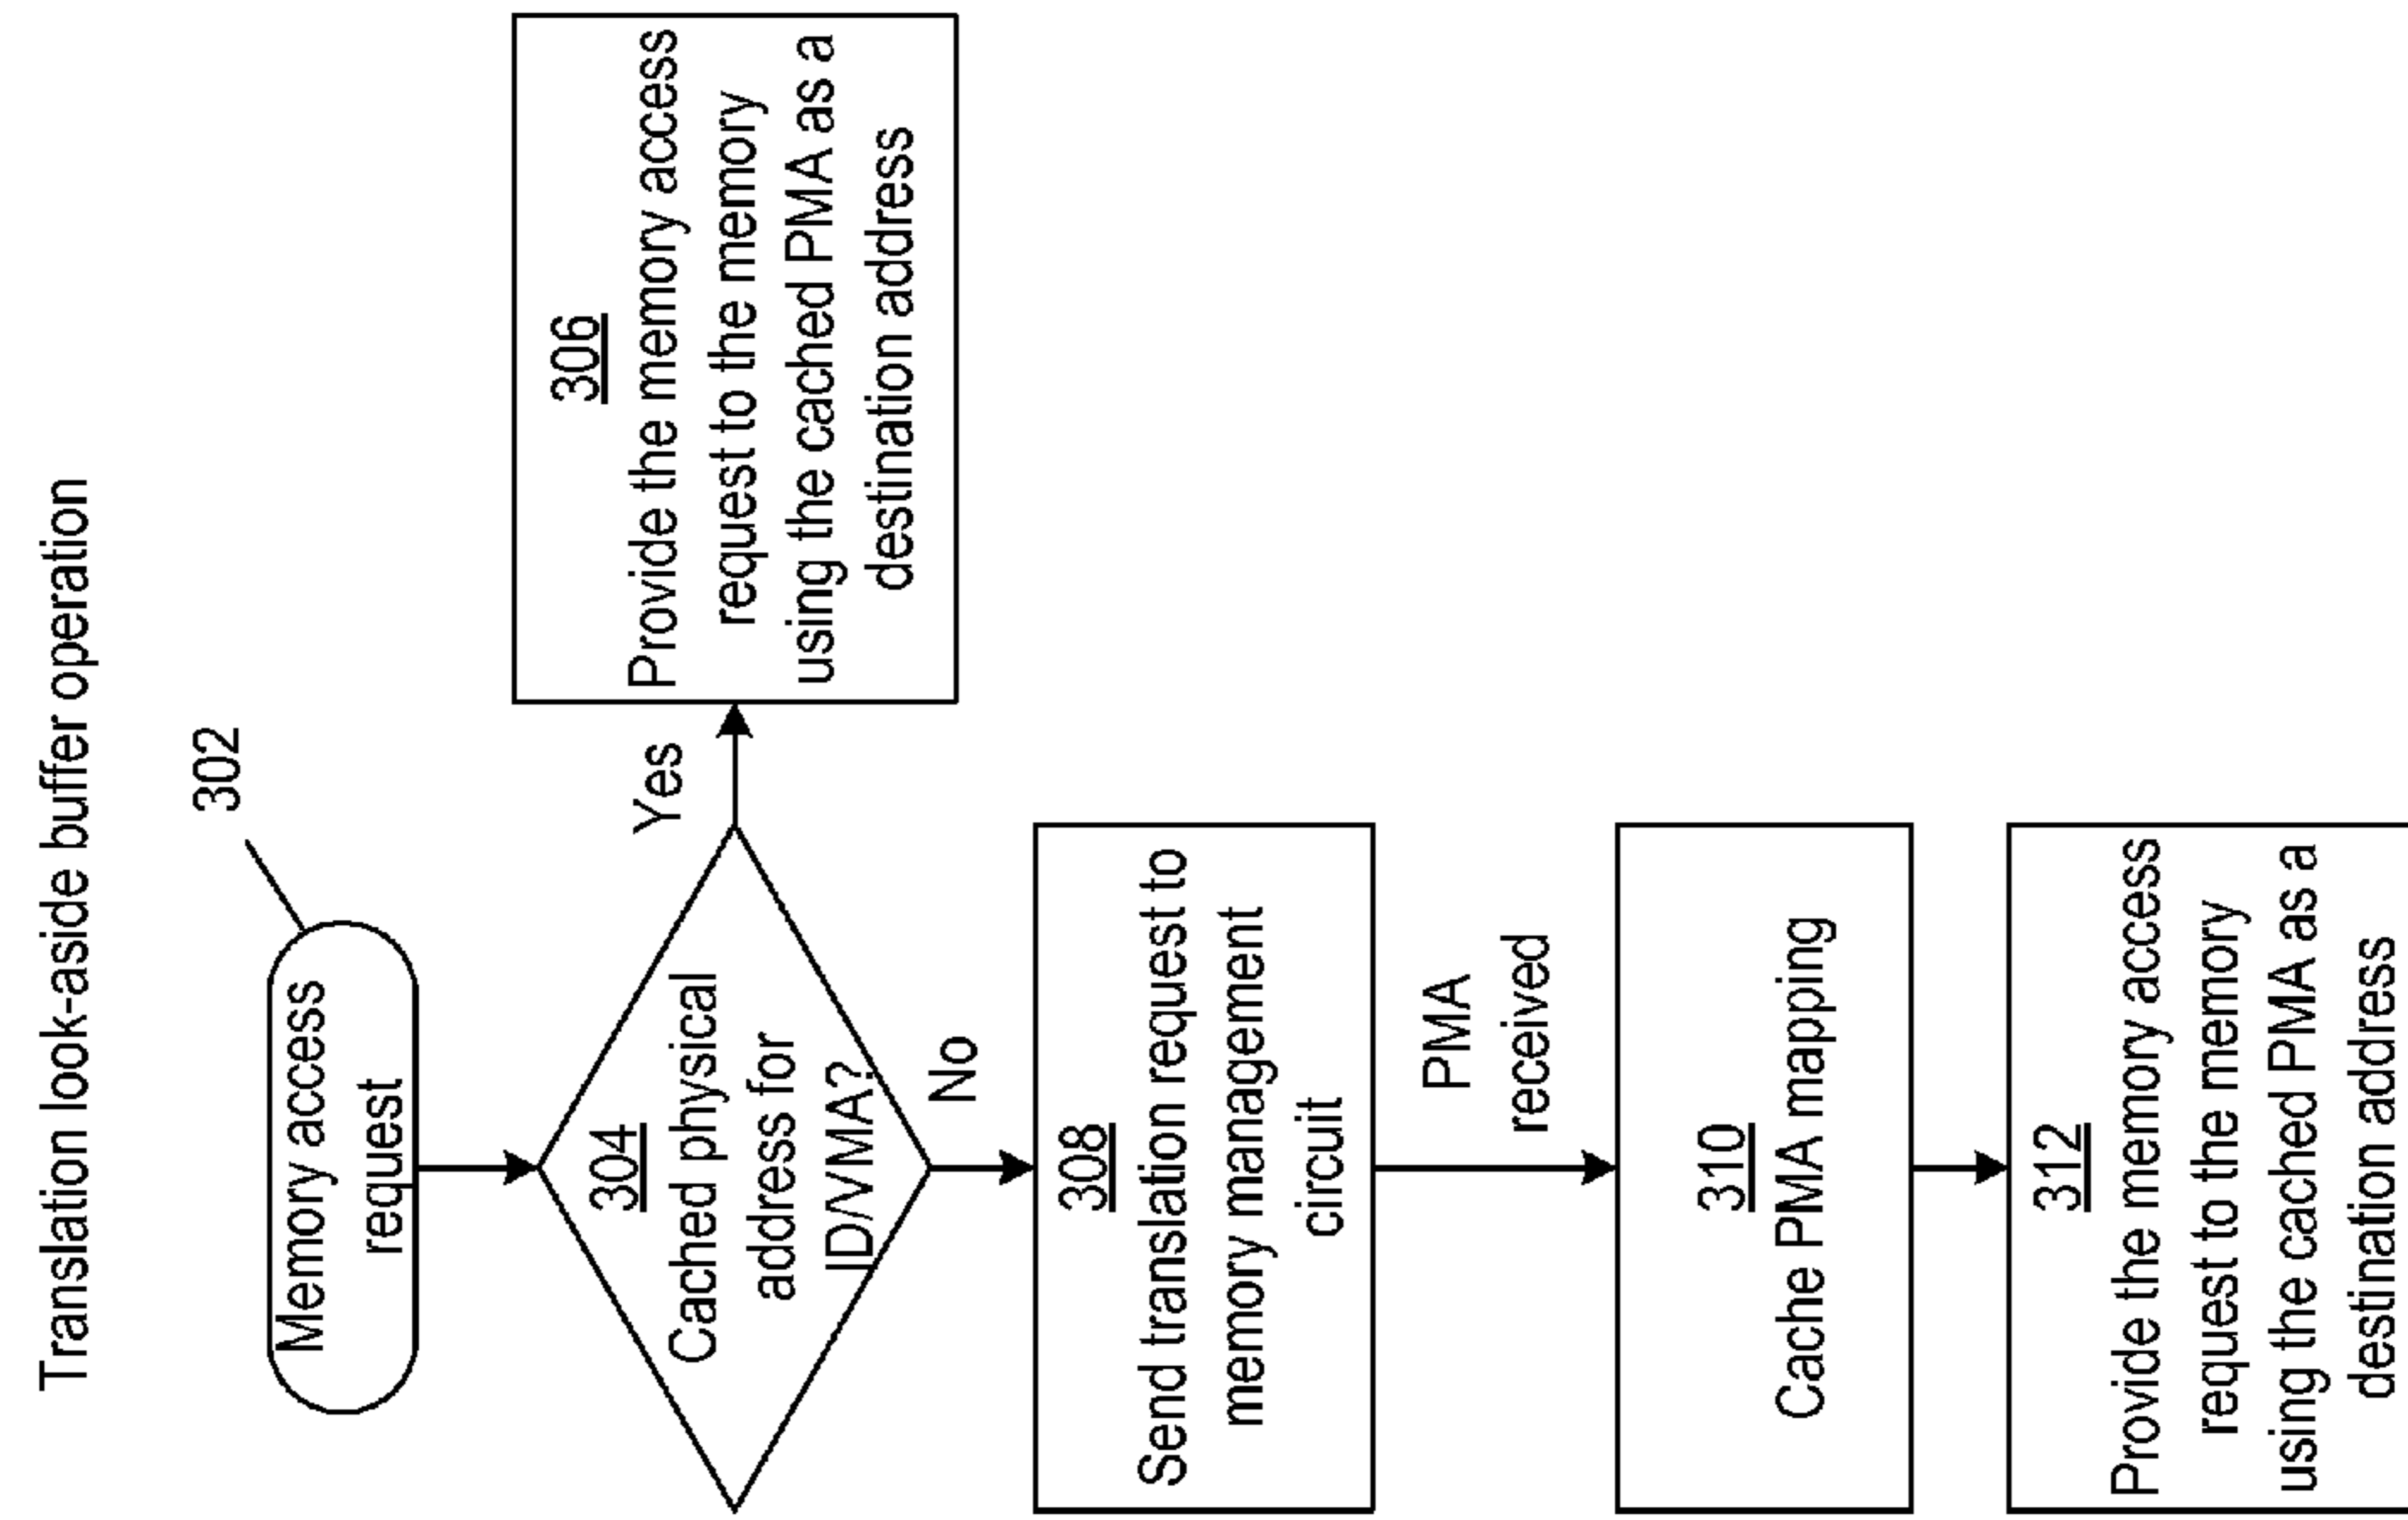 Translation look-aside buffer operation
302
Memory access
request
304
Cached physical
address for
ID/VMA?
Yes
306
Provide the memory access
request to the memory
using the cached PMA as a
destination address
No
308
Send translation request to
memory management
circuit
PMA
received
310
Cache PMA mapping
312
Provide the memory access
request to the memory
using the cached PMA as a
destination address